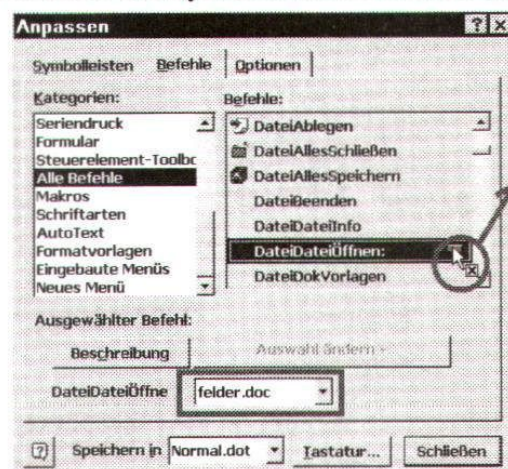 Anpassen
Symbolleisten Befehle Optionen
Kategorien: Befehle:
Seriendruck
Formular
Steuerelement-Toolbc
Alle Befehle
Makros
Schriftarten
AutoText
Formatvorlagen
Eingebaute Menüs
Neues Menü
DateiAblegen
DateiAllesSchließen
DateiAllesSpeichern
DateiBeenden
DateiDateiInfo
DateiDateiÖffnen:
DateiDokVorlagen
Ausgewählter Befehl:
Beschreibung Auswahl ändern
DateiDateiÖffne felder.doc
Speichern in Normal.dot Tastatur... Schließen